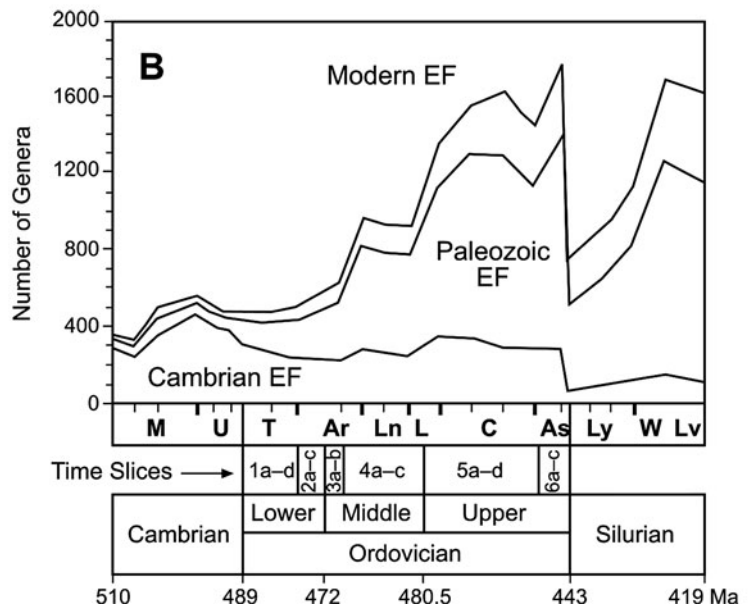 2000
B
Modern EF
1600
1200
Number of Genera
800
Paleozoic
EF
400
Cambrian EF
0
M U T Ar Ln L C As Ly W Lv
Time Slices 1a–d 2a–c 3a–b 4a–c 5a–d 6a–c
Lower Middle Upper
Cambrian Ordovician Silurian
510 489 472 480.5 443 419 Ma